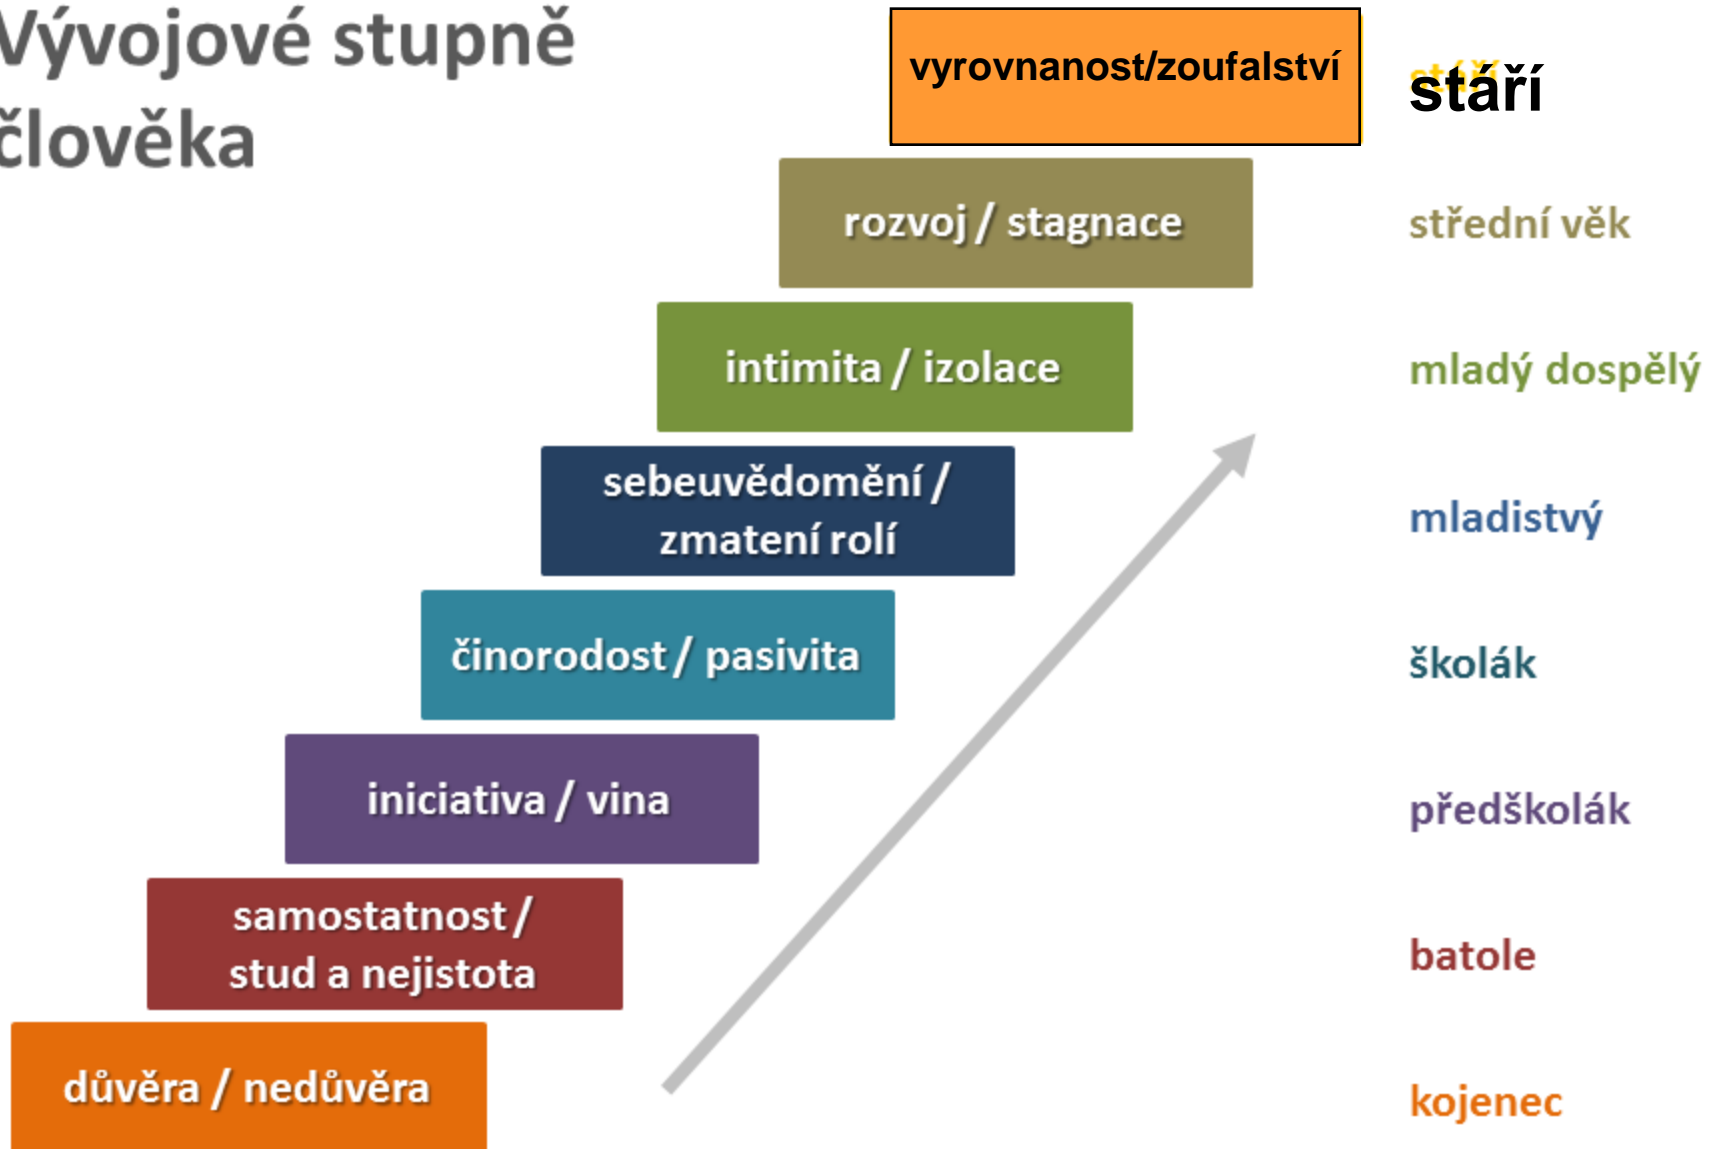 Vývojové stupně
člověka
vyrovnanost/zoufalství
stáří
rozvoj / stagnace
střední věk
intimita / izolace
mladý dospělý
sebeuvědomění /
zmatení rolí
mladistvý
činorodost / pasivita
školák
iniciativa / vina
předškolák
samostatnost /
stud a nejistota
batole
důvěra / nedůvěra
kojenec